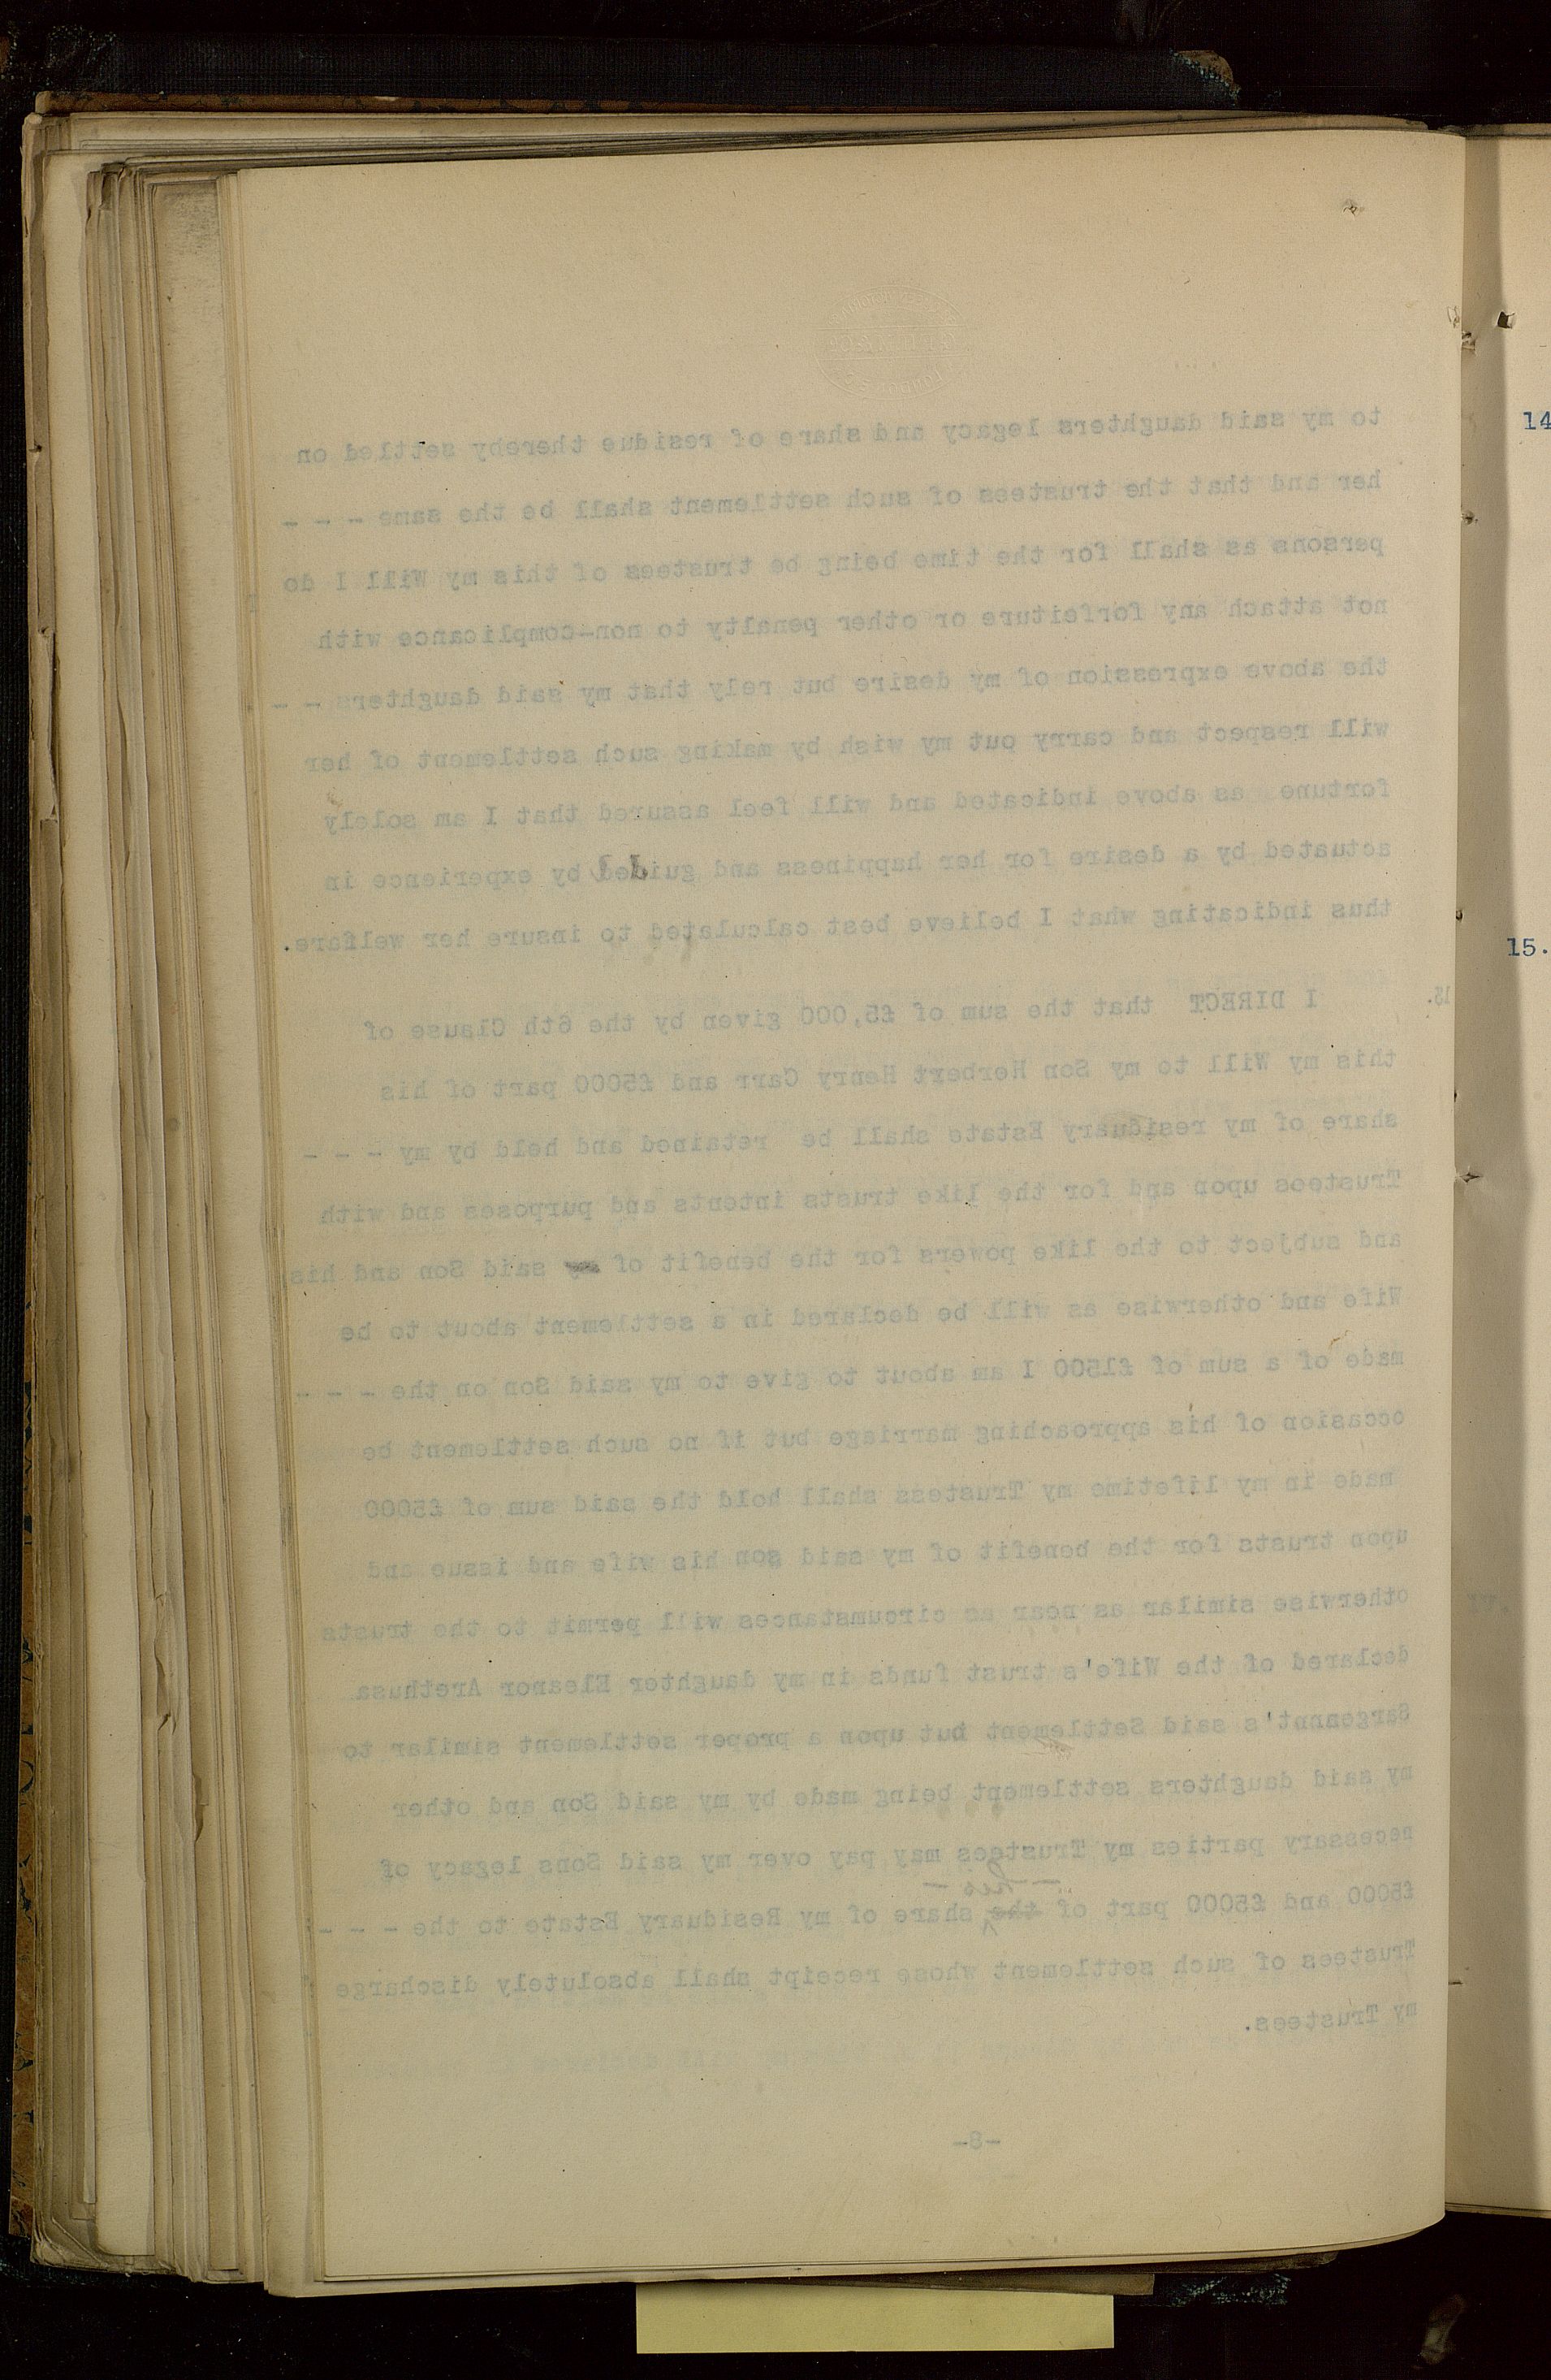 to my said daughters legacy and share of residue thereby settled on
her and that the trustees of such settlement shall be the same - - -
persons as shall for the time being be trustees of this my Will I do
not attach any forfeiture or other penalty to non-complicance with
the above expression of my desire but rely that my said daughters - -
will respect and carry out my wish by making such settlement of her
fortune as above indicated and will feel assured that I am solely
actuated by a desire for her happiness and guided by experience in
thus indicating what I believe best calculated to insure her welfare.
13. I DIRECT that the sum of £5,000 given by the 6th Clause of
this my Will to my Son Herbert Henry Carr and £5000 part of his
share of my residuary Estate shall be retained and held by my - - -
Trustees upon and for the like trusts intents and purposes and with
and subject to the like powers for the benefit of my said Son and his
Wife and otherwise as will be declared in a settlement about to be
made of a sum of £1500 I am about to give to my said Son on the - - -
occasion of his approaching marriage but if no such settlement be
made in my lifetime my Trustess shall hold the said sum of £5000
upon trusts for the benefit of my said son his wife and issue and
otherwise similar as near as circumstances will permit to the trusts
declared of the Wife's trust funds in my daughter Eleanor Arethusa
Sargeannt's said Settlement but upon a proper settlement similar to
my said daughters settlement being made by my said Son and other
necessary parties my Trustees may pay over my said Sons legacy of
- his -
£5000 and £5000 part of the share of my Residuary Estate to the - - -
Trustees of such settlement whose receipt shall absolutely discharge
my Trustees.
-8-
14
15.